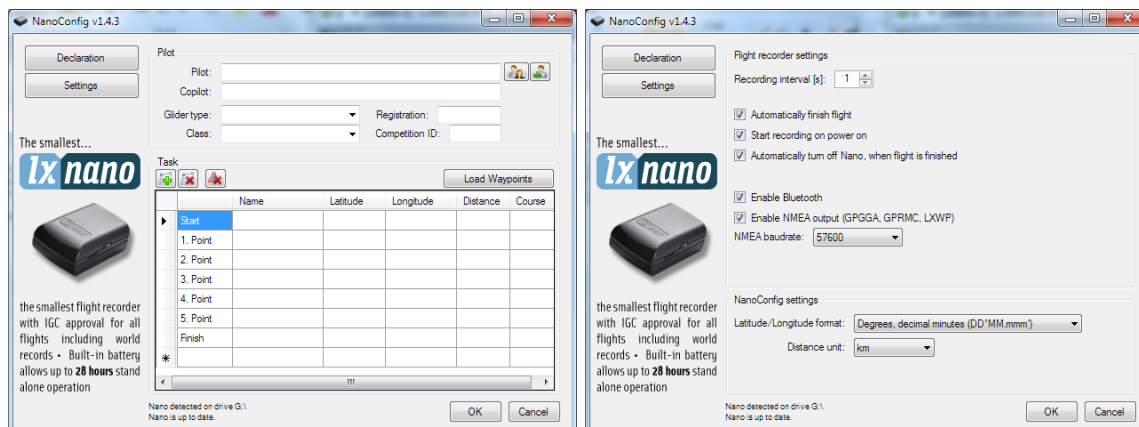 NanoConfig v1.4.3
Declaration
Settings
The smallest...
lx nano
the smallest flight recorder
with IGC approval for all
flights including world
records • Built-in battery
allows up to 28 hours stand
alone operation
Pilot
Pilot:
Copilot:
Glider type: Registration:
Class: Competition ID:
Task
Load Waypoints
Name Latitude Longitude Distance Course
Start
1. Point
2. Point
3. Point
4. Point
5. Point
Finish
Nano detected on drive G:\
Nano is up to date.
OK Cancel
NanoConfig v1.4.3
Declaration
Settings
The smallest...
lx nano
the smallest flight recorder
with IGC approval for all
flights including world
records • Built-in battery
allows up to 28 hours stand
alone operation
Flight recorder settings
Recording interval [s]: 1
Automatically finish flight
Start recording on power on
Automatically turn off Nano, when flight is finished
Enable Bluetooth
Enable NMEA output (GPGGA, GPRMC, LXWP)
NMEA baudrate: 57600
NanoConfig settings
Latitude/Longitude format: Degrees, decimal minutes (DD°MM.mmm')
Distance unit: km
Nano detected on drive G:\
Nano is up to date.
OK Cancel